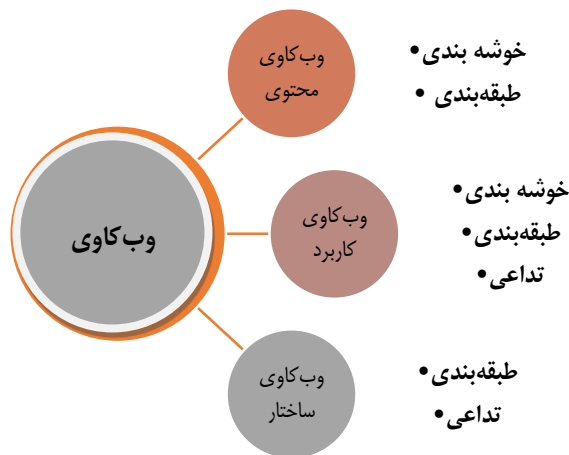 وب‌کاوی
وب‌کاوی
محتوی
• خوشه بندی
• طبقه‌بندی
وب‌کاوی
کاربرد
• خوشه بندی
• طبقه‌بندی
• تداعی
وب‌کاوی
ساختار
• طبقه‌بندی
• تداعی